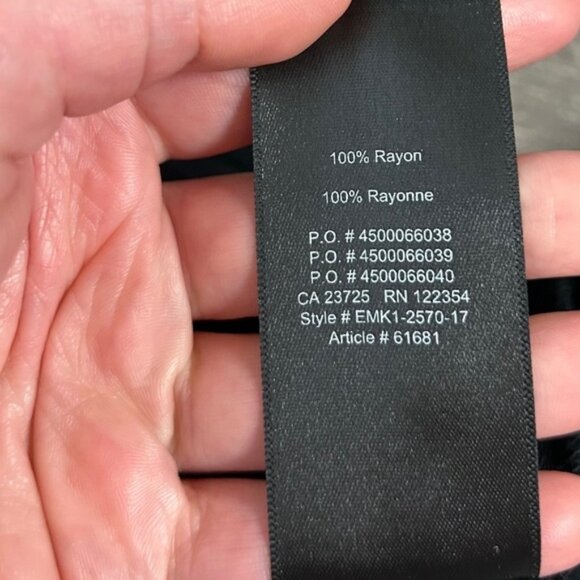 100% Rayon
100% Rayonne
P.O. # 4500066038
P.O. # 4500066039
P.O. # 4500066040
CA 23725 RN 122354
Style # EMK1-2570-17
Article # 61681